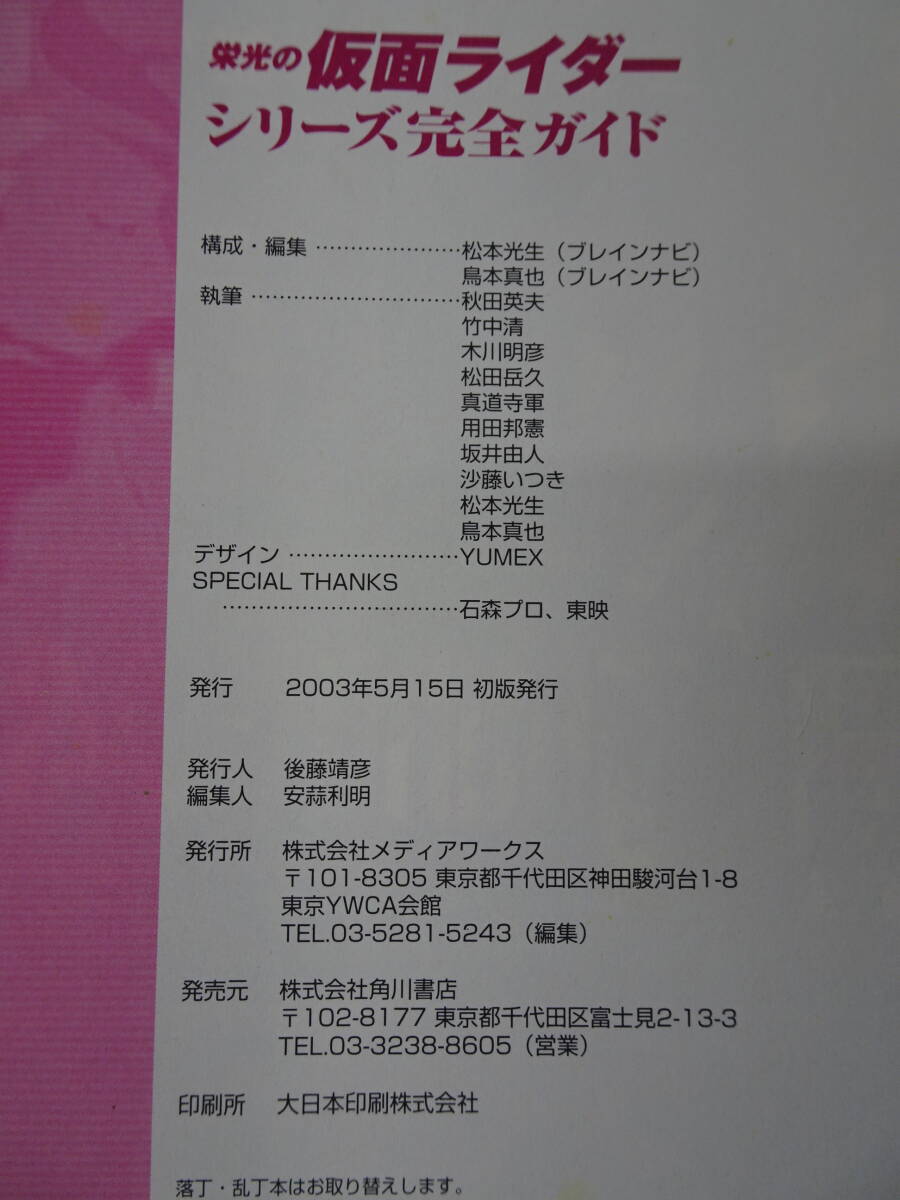 栄光の仮面ライダー
シリーズ完全ガイド
構成・編集 …………………松本光生（ブレインナビ）
鳥本真也（ブレインナビ）
執筆 …………………………秋田英夫
竹中清
木川明彦
松田岳久
真道寺軍
用田邦憲
坂井由人
沙藤いつき
松本光生
鳥本真也
デザイン ……………………YUMEX
SPECIAL THANKS
……………………………石森プロ、東映
発行 2003年5月15日 初版発行
発行人 後藤靖彦
編集人 安蒜利明
発行所 株式会社メディアワークス
〒101-8305 東京都千代田区神田駿河台1-8
東京YWCA会館
TEL.03-5281-5243（編集）
発売元 株式会社角川書店
〒102-8177 東京都千代田区富士見2-13-3
TEL.03-3238-8605（営業）
印刷所 大日本印刷株式会社
落丁・乱丁本はお取り替えします。